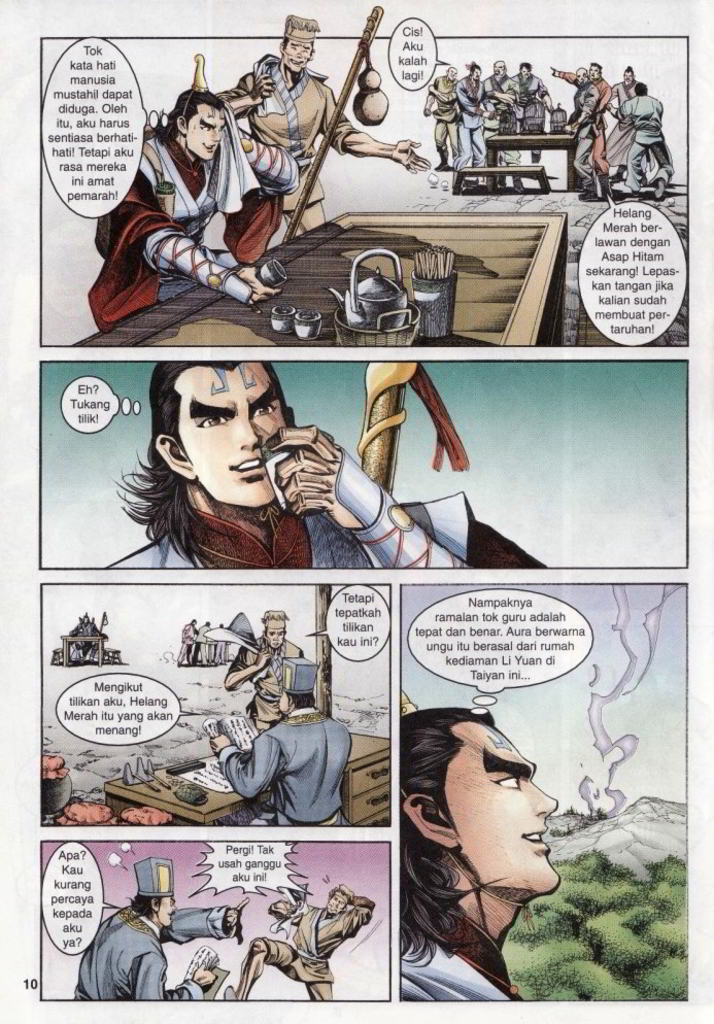 Tok
kata hati
manusia
mustahil dapat
diduga. Oleh
itu, aku harus
sentiasa berhati-
hati! Tetapi aku
rasa mereka
ini amat
pemarah!
Cis!
Aku
kalah
lagi!
Helang
Merah ber-
lawan dengan
Asap Hitam
sekarang! Lepas-
kan tangan jika
kalian sudah
membuat per-
taruhan!
Eh?
Tukang
tilik!
Tetapi
tepatkah
tilikan
kau ini?
Mengikut
tilikan aku, Helang
Merah itu yang akan
menang!
Nampaknya
ramalan tok guru adalah
tepat dan benar. Aura berwarna
ungu itu berasal dari rumah
kediaman Li Yuan di
Taiyan ini...
Apa?
Kau
kurang
percaya
kepada
aku
ya?
Pergi! Tak
usah ganggu
aku ini!
10